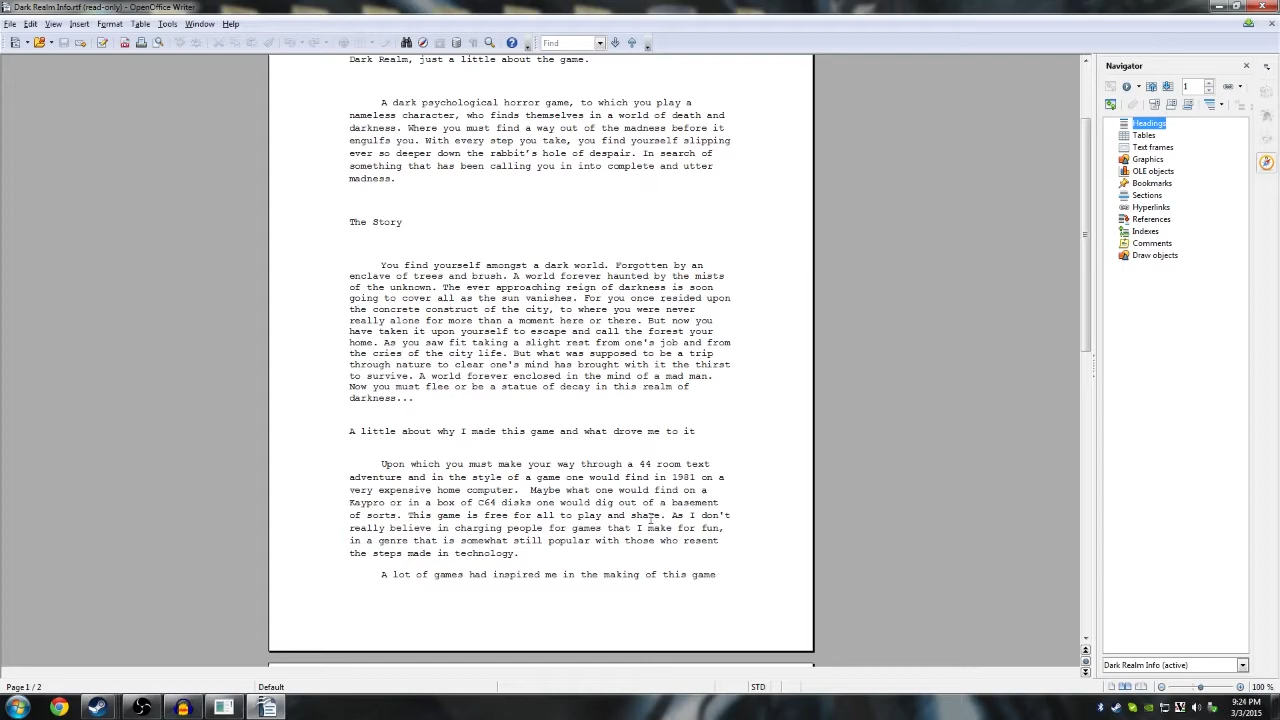 Dark Realm Info.rtf (read-only) - OpenOffice Writer
File Edit View Insert Format Table Tools Window Help
Find
Dark Realm, just a little about the game.
A dark psychological horror game, to which you play a
nameless character, who finds themselves in a world of death and
darkness. Where you must find a way out of the madness before it
engulfs you. With every step you take, you find yourself slipping
ever so deeper down the rabbit's hole of despair. In search of
something that has been calling you in into complete and utter
madness.
The Story
You find yourself amongst a dark world. Forgotten by an
enclave of trees and brush. A world forever haunted by the mists
of the unknown. The ever approaching reign of darkness is soon
going to cover all as the sun vanishes. For you once resided upon
the concrete construct of the city, to where you were never
really alone for more than a moment here or there. But now you
have taken it upon yourself to escape and call the forest your
home. As you saw fit taking a slight rest from one's job and from
the cries of the city life. But what was supposed to be a trip
through nature to clear one's mind has brought with it the thirst
to survive. A world forever enclosed in the mind of a mad man.
Now you must flee or be a statue of decay in this realm of
darkness...
A little about why I made this game and what drove me to it
Upon which you must make your way through a 44 room text
adventure and in the style of a game one would find in 1981 on a
very expensive home computer.  Maybe what one would find on a
Kaypro or in a box of C64 disks one would dig out of a basement
of sorts. This game is free for all to play and share. As I don't
really believe in charging people for games that I make for fun,
in a genre that is somewhat still popular with those who resent
the steps made in technology.
A lot of games had inspired me in the making of this game
Navigator
1
Headings
Tables
Text frames
Graphics
OLE objects
Bookmarks
Sections
Hyperlinks
References
Indexes
Comments
Draw objects
Dark Realm Info (active)
Page 1 / 2
Default
STD
100 %
9:24 PM
3/3/2015